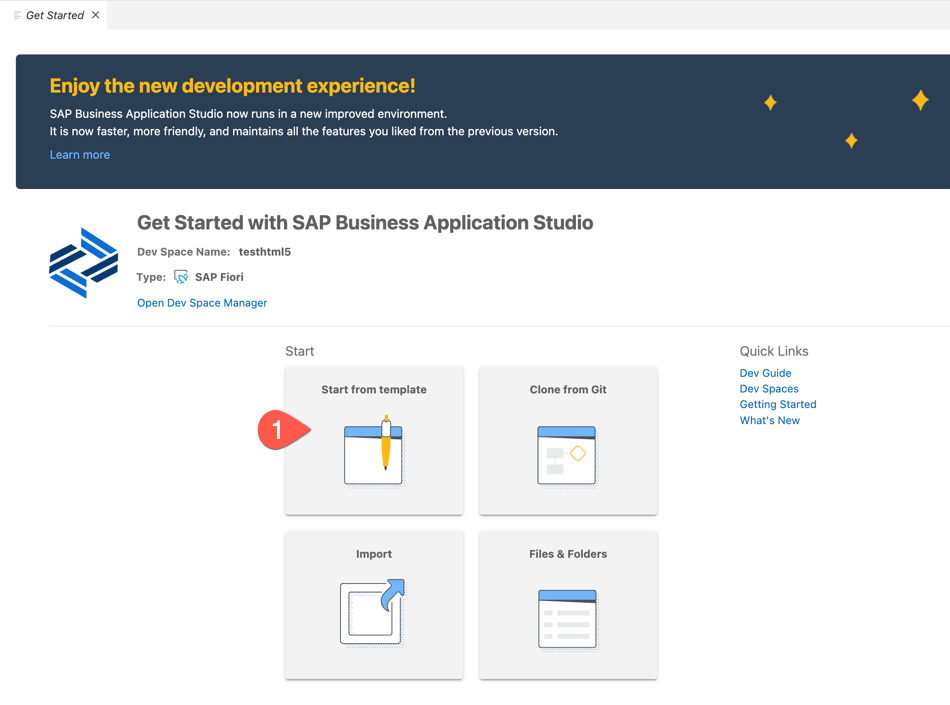 Get Started
Enjoy the new development experience!
SAP Business Application Studio now runs in a new improved environment.
It is now faster, more friendly, and maintains all the features you liked from the previous version.
Learn more
Get Started with SAP Business Application Studio
Dev Space Name: testhtml5
Type: SAP Fiori
Open Dev Space Manager
Start
Start from template
Clone from Git
1
Import
Files & Folders
Quick Links
Dev Guide
Dev Spaces
Getting Started
What's New